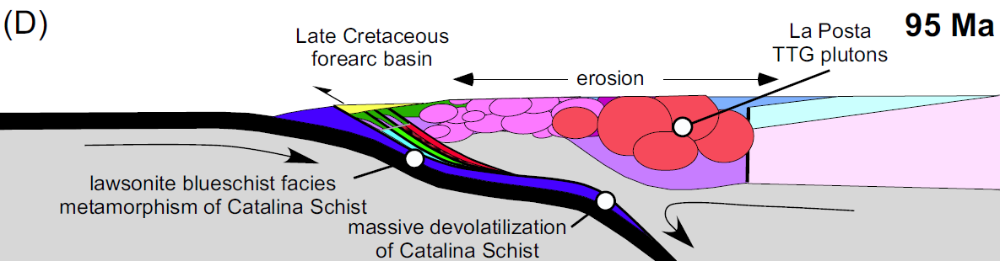 (D)
Late Cretaceous
forearc basin
erosion
La Posta
TTG plutons
95 Ma
lawsonite blueschist facies
metamorphism of Catalina Schist
massive devolatilization
of Catalina Schist